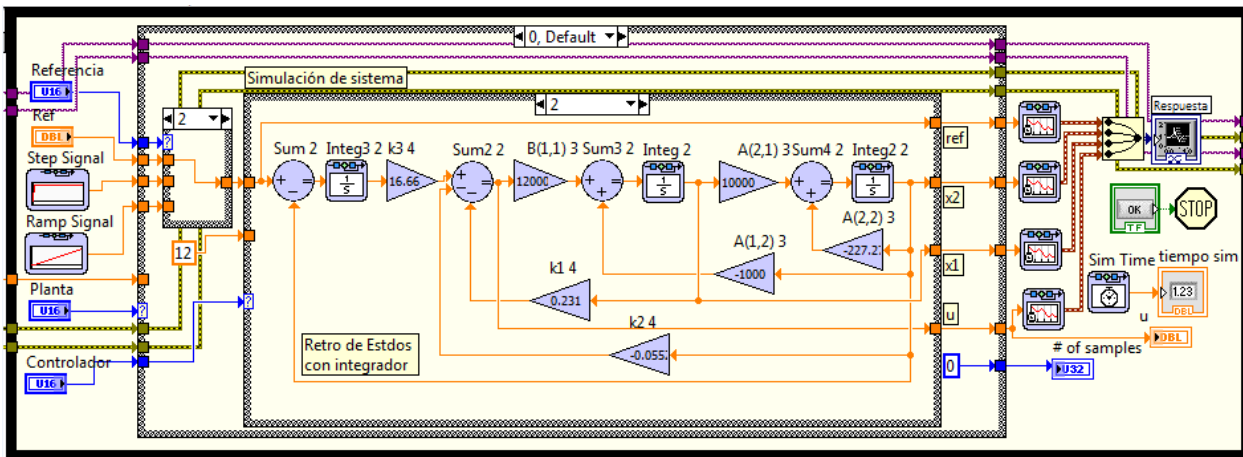 0, Default
Referencia
U16
Simulación de sistema
2
2
Ref
DBL
Step Signal
Ramp Signal
12
Planta
U16
Controlador
U16
Sum 2
Integ3 2
k3 4
Sum2 2
B(1,1) 3
Sum3 2
Integ 2
A(2,1) 3
Sum4 2
Integ2 2
1
s
16.66
12000
1
s
10000
1
s
A(2,2) 3
-227.2
A(1,2) 3
-1000
k1 4
0.231
k2 4
-0.055
Retro de Estdos
con integrador
ref
x2
x1
u
0
Respuesta
OK
TF
STOP
Sim Time
tiempo sim
1.23
DBL
u
DBL
# of samples
U32